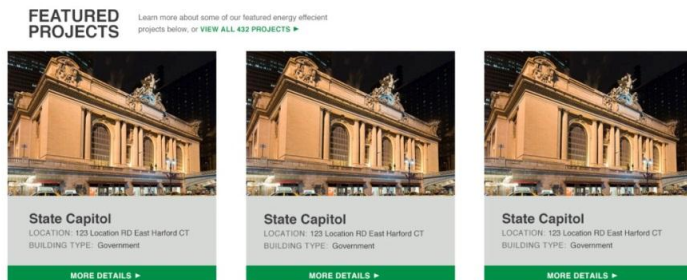 FEATURED
PROJECTS
Learn more about some of our featured energy effecient
projects below, or VIEW ALL 432 PROJECTS ►
State Capitol
LOCATION: 123 Location RD East Harford CT
BUILDING TYPE: Government
MORE DETAILS ►
State Capitol
LOCATION: 123 Location RD East Harford CT
BUILDING TYPE: Government
MORE DETAILS ►
State Capitol
LOCATION: 123 Location RD East Harford CT
BUILDING TYPE: Government
MORE DETAILS ►